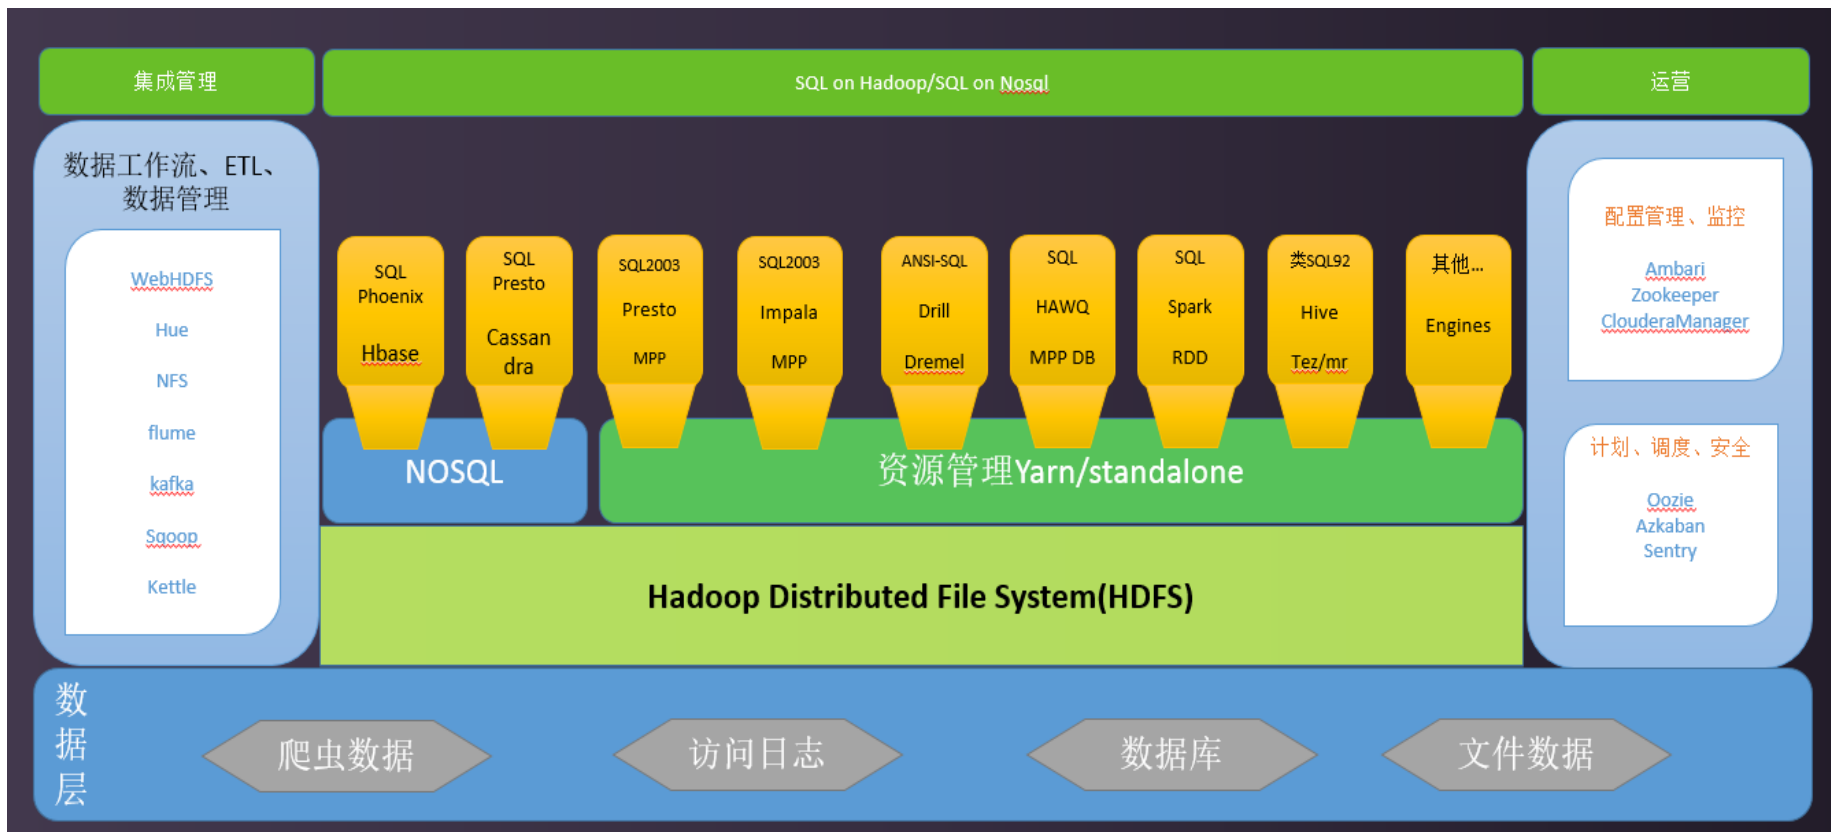 集成管理
SQL on Hadoop/SQL on Nosql
运营
数据工作流、ETL、
数据管理
WebHDFS
Hue
NFS
flume
kafka
Sqoop
Kettle
SQL
Phoenix
Hbase
SQL
Presto
Cassan
dra
SQL2003
Presto
MPP
SQL2003
Impala
MPP
ANSI-SQL
Drill
Dremel
SQL
HAWQ
MPP DB
SQL
Spark
RDD
类SQL92
Hive
Tez/mr
其他...
Engines
NOSQL
资源管理Yarn/standalone
Hadoop Distributed File System(HDFS)
配置管理、监控
Ambari
Zookeeper
ClouderaManager
计划、调度、安全
Oozie
Azkaban
Sentry
数
据
层
爬虫数据
访问日志
数据库
文件数据